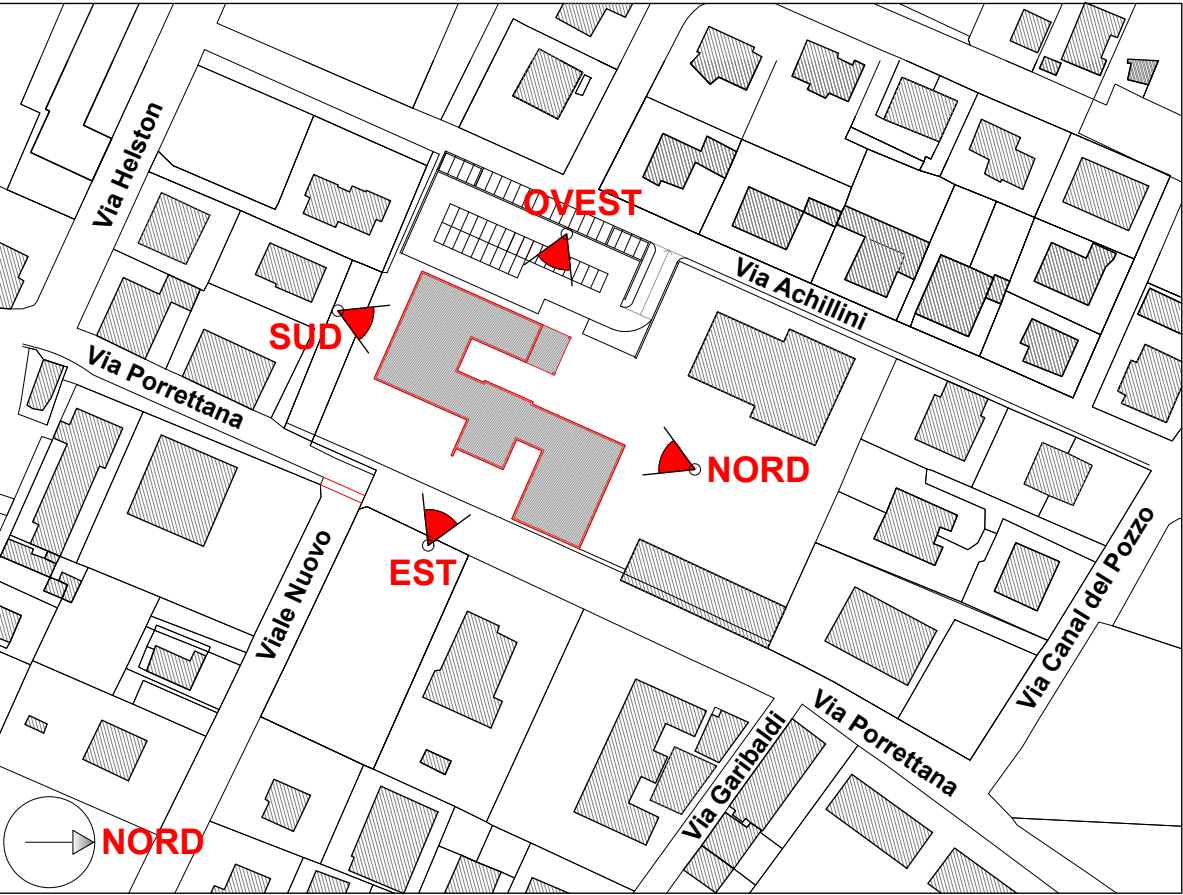 Via Helston
OVEST
Via Achillini
SUD
Via Porrettana
NORD
EST
Viale Nuovo
Via Canal del Pozzo
Via Porrettana
Via Garibaldi
NORD